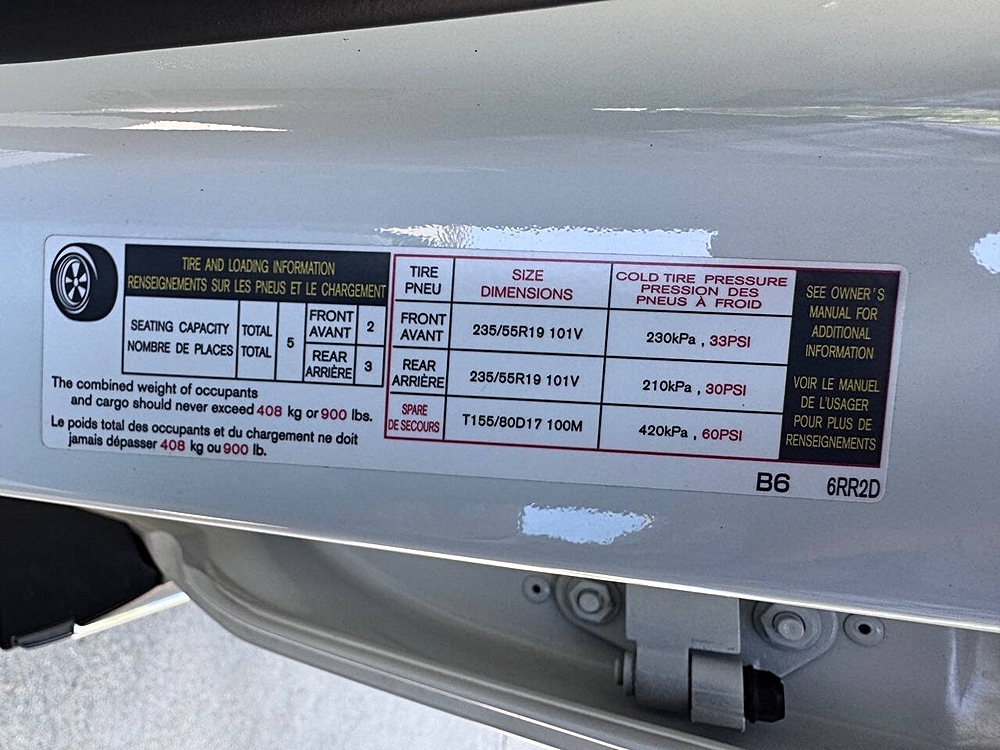 TIRE AND LOADING INFORMATION
RENSEIGNEMENTS SUR LES PNEUS ET LE CHARGEMENT
SEATING CAPACITY
NOMBRE DE PLACES
TOTAL
TOTAL
5
FRONT
AVANT
2
REAR
ARRIÈRE
3
The combined weight of occupants
and cargo should never exceed 408 kg or 900 lbs.
Le poids total des occupants et du chargement ne doit
jamais dépasser 408 kg ou 900 lb.
TIRE
PNEU
SIZE
DIMENSIONS
COLD TIRE PRESSURE
PRESSION DES
PNEUS À FROID
FRONT
AVANT
235/55R19 101V
230kPa , 33PSI
REAR
ARRIÈRE
235/55R19 101V
210kPa , 30PSI
SPARE
DE SECOURS
T155/80D17 100M
420kPa , 60PSI
SEE OWNER'S
MANUAL FOR
ADDITIONAL
INFORMATION
VOIR LE MANUEL
DE L'USAGER
POUR PLUS DE
RENSEIGNEMENTS
B6 6RR2D